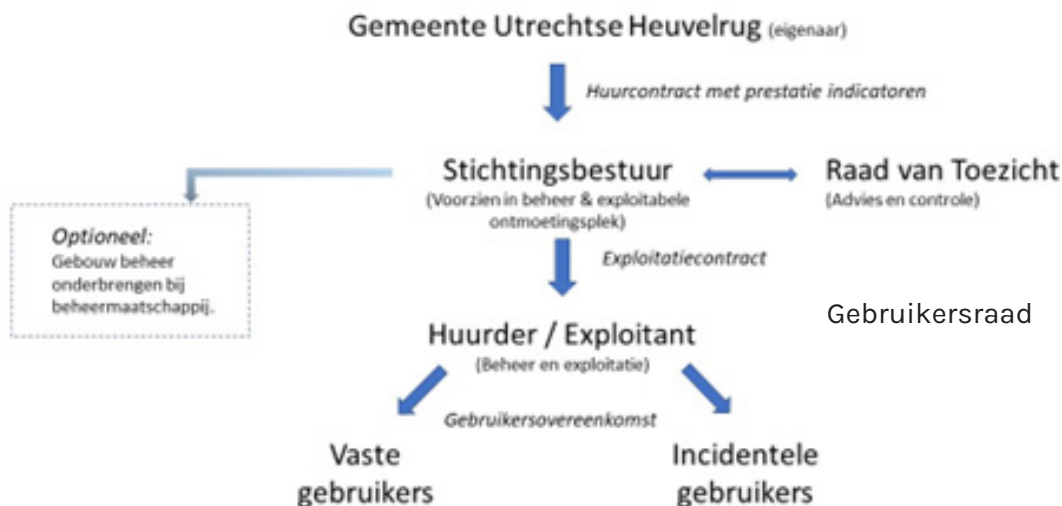 Gemeente Utrechtse Heuvelrug (eigenaar)
Huurcontract met prestatie indicatoren
Stichtingsbestuur
(Voorzien in beheer & exploitabele
ontmoetingsplek)
Raad van Toezicht
(Advies en controle)
Optioneel:
Gebouw beheer
onderbrengen bij
beheermaatschappij.
Exploitatiecontract
Gebruikersraad
Huurder / Exploitant
(Beheer en exploitatie)
Gebruikersovereenkomst
Vaste
gebruikers
Incidentele
gebruikers